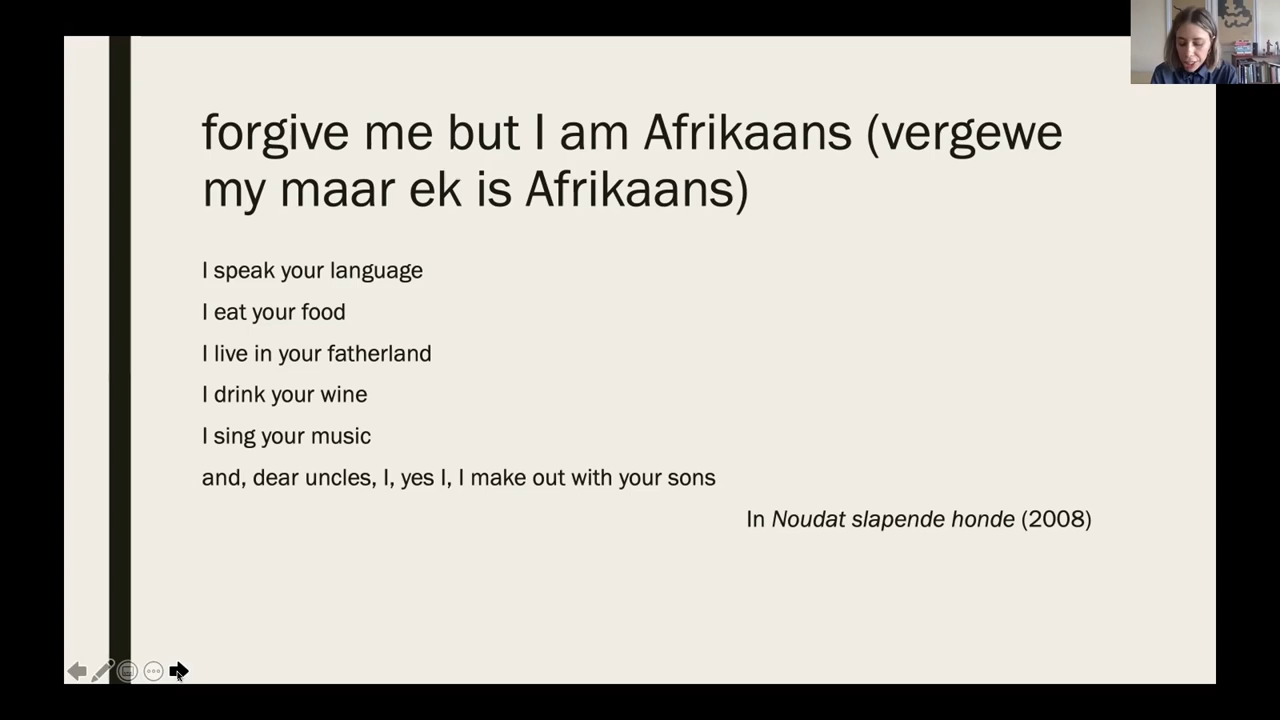 forgive me but I am Afrikaans (vergewe
my maar ek is Afrikaans)
I speak your language
I eat your food
I live in your fatherland
I drink your wine
I sing your music
and, dear uncles, I, yes I, I make out with your sons
In Noudat slapende honde (2008)